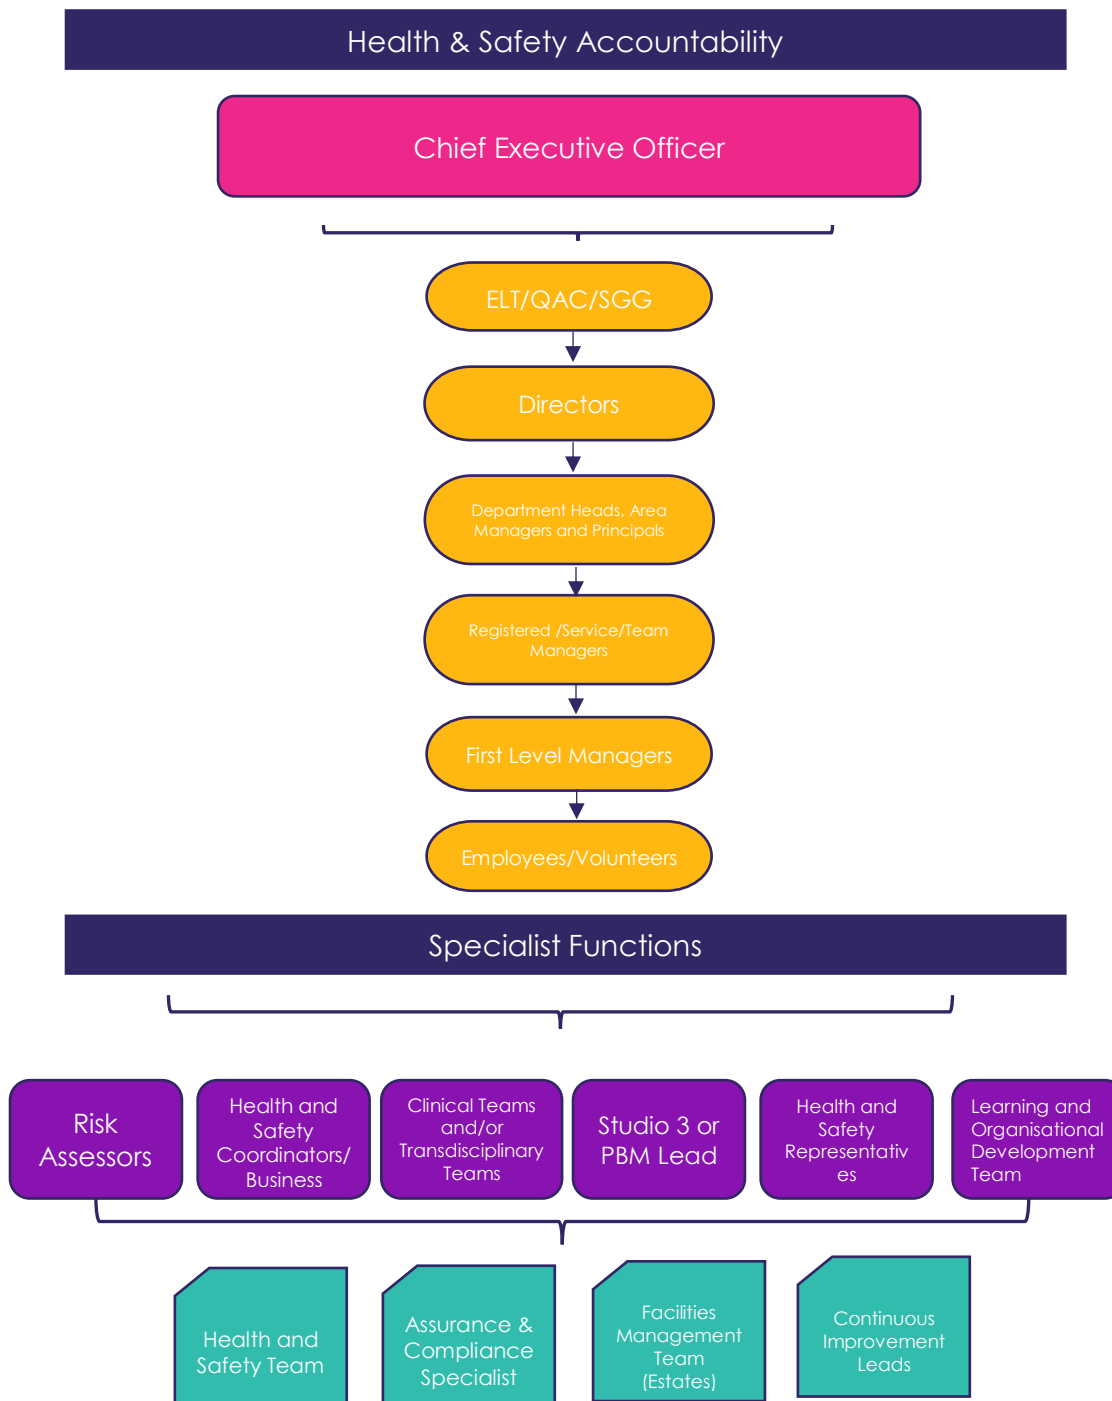 Health & Safety Accountability
Chief Executive Officer
ELT/QAC/SGG
Directors
Department Heads, Area
Managers and Principals
Registered /Service/Team
Managers
First Level Managers
Employees/Volunteers
Specialist Functions
Risk
Assessors
Health and
Safety
Coordinators/
Business
Clinical Teams
and/or
Transdisciplinary
Teams
Studio 3 or
PBM Lead
Health and
Safety
Representativ
es
Learning and
Organisational
Development
Team
Health and
Safety Team
Assurance &
Compliance
Specialist
Facilities
Management
Team
(Estates)
Continuous
Improvement
Leads